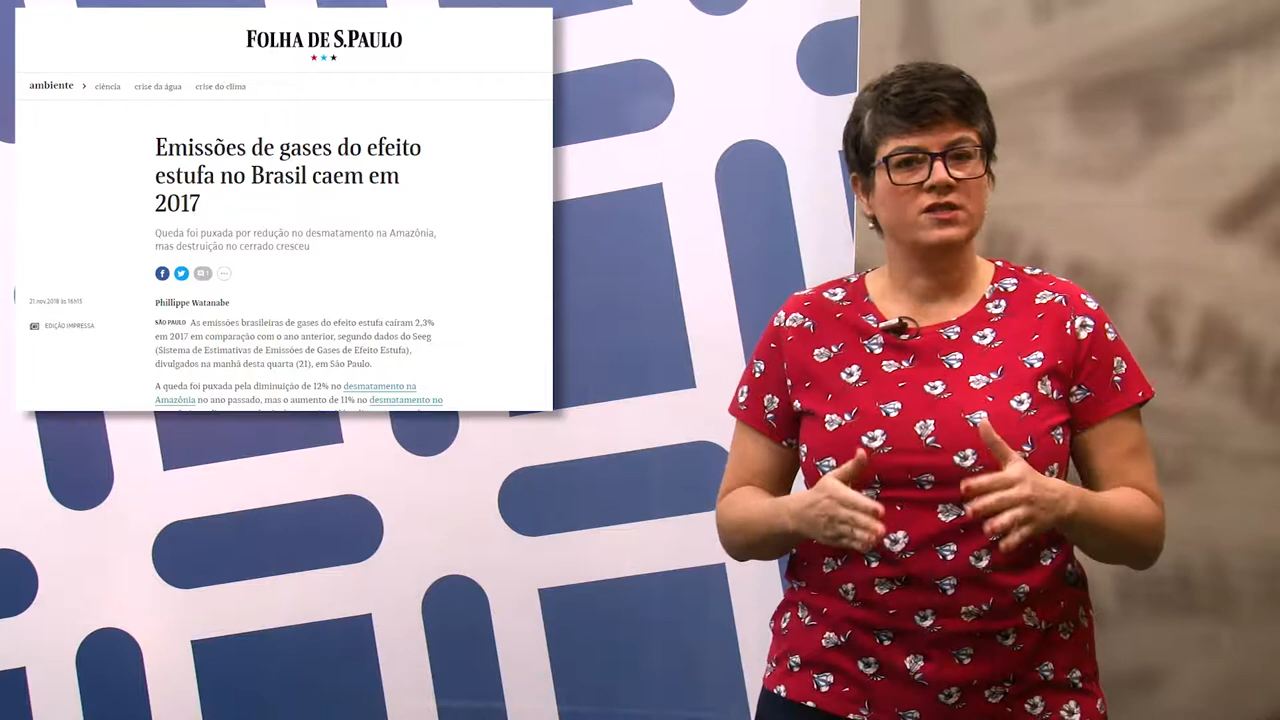 FOLHA DE S.PAULO
ambiente > ciência crise da água crise do clima
Emissões de gases do efeito
estufa no Brasil caem em
2017
Queda foi puxada por redução no desmatamento na Amazônia,
mas destruição no cerrado cresceu
21.nov.2018 às 16h15
EDIÇÃO IMPRESSA
Phillippe Watanabe
SÃO PAULO As emissões brasileiras de gases do efeito estufa caíram 2,3%
em 2017 em comparação com o ano anterior, segundo dados do Seeg
(Sistema de Estimativas de Emissões de Gases de Efeito Estufa),
divulgados na manhã desta quarta (21), em São Paulo.
A queda foi puxada pela diminuição de 12% no desmatamento na
Amazônia no ano passado, mas o aumento de 11% no desmatamento no